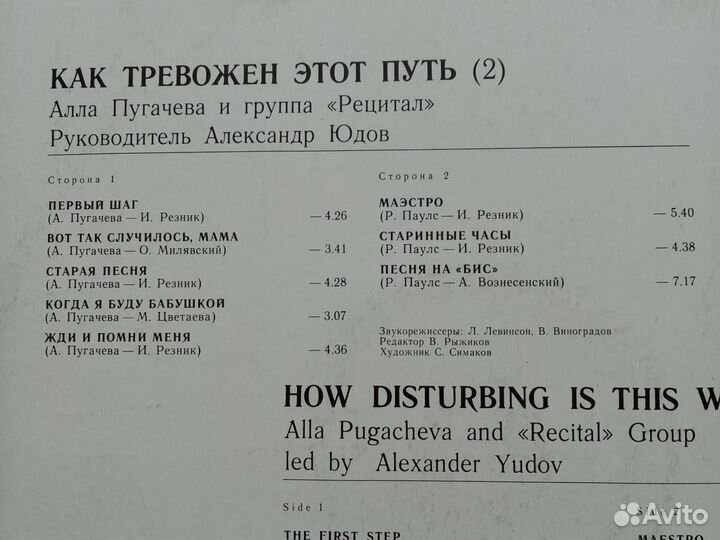 КАК ТРЕВОЖЕН ЭТОТ ПУТЬ (2)
Алла Пугачева и группа «Рецитал»
Руководитель Александр Юдов
Сторона 1
ПЕРВЫЙ ШАГ
(А. Пугачева — И. Резник) — 4.26
ВОТ ТАК СЛУЧИЛОСЬ, МАМА
(А. Пугачева — О. Милявский) — 3.41
СТАРАЯ ПЕСНЯ
(А. Пугачева — И. Резник) — 4.28
КОГДА Я БУДУ БАБУШКОЙ
(А. Пугачева — М. Цветаева) — 3.07
ЖДИ И ПОМНИ МЕНЯ
(А. Пугачева — И. Резник) — 4.36
Сторона 2
МАЭСТРО
(Р. Паулс — И. Резник) — 5.40
СТАРИННЫЕ ЧАСЫ
(Р. Паулс — И. Резник) — 4.38
ПЕСНЯ НА «БИС»
(Р. Паулс — А. Вознесенский) — 7.17
Звукорежиссеры: Л. Левинсон, В. Виноградов
Редактор В. Рыжиков
Художник С. Симаков
HOW DISTURBING IS THIS W
Alla Pugacheva and «Recital» Group
led by Alexander Yudov
Side 1
THE FIRST STEP
Side 2
MAESTRO
Avito